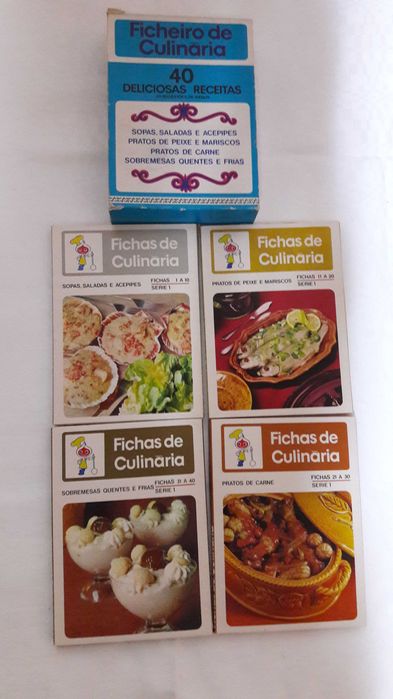 Ficheiro de
Culinária
40
DELICIOSAS RECEITAS
SOPAS, SALADAS E ACEPIPES
PRATOS DE PEIXE E MARISCOS
PRATOS DE CARNE
SOBREMESAS QUENTES E FRIAS
Fichas de
Culinária
SOPAS, SALADAS E ACEPIPES
FICHAS 1 A 10
SERIE 1
Fichas de
Culinária
PRATOS DE PEIXE E MARISCOS
FICHAS 11 A 20
SERIE 1
Fichas de
Culinária
SOBREMESAS QUENTES E FRIAS
FICHAS 31 A 40
SERIE 1
Fichas de
Culinária
PRATOS DE CARNE
FICHAS 21 A 30
SERIE 1